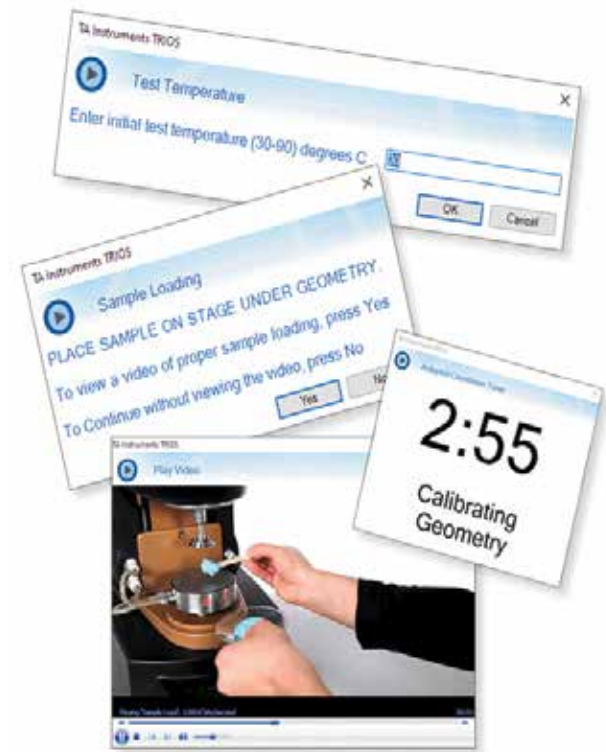 TA Instruments TRIOS
Test Temperature
Enter initial test temperature (30-90) degrees C
OK
Cancel
TA Instruments TRIOS
Sample Loading
PLACE SAMPLE ON STAGE UNDER GEOMETRY.
To view a video of proper sample loading, press Yes
To Continue without viewing the video, press No
Yes
No
2:55
Calibrating
Geometry
TA Instruments TRIOS
Play Video